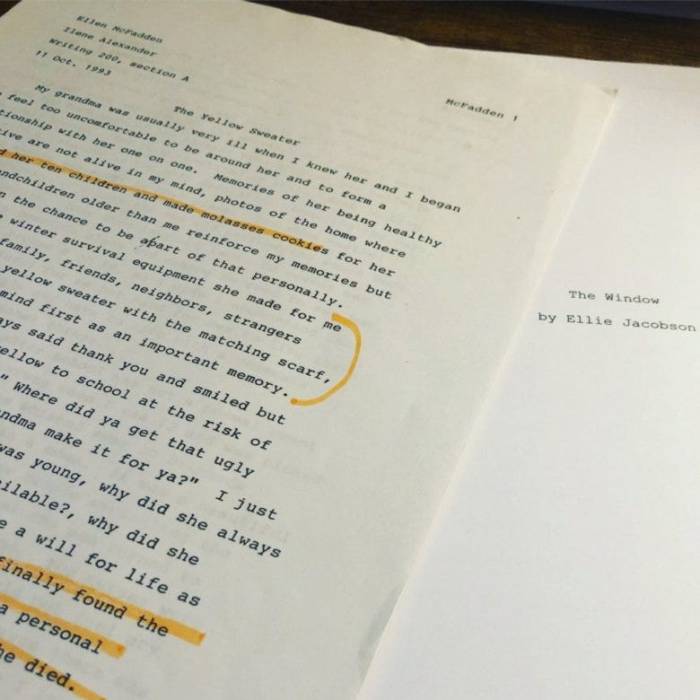 Ellen McFadden
Ilene Alexander
Writing 200, section A
11 Oct. 1993
McFadden 1
The Yellow Sweater
My grandma was usually very ill when I knew her and I began
feel too uncomfortable to be around her and to form a
tionship with her one on one. Memories of her being healthy
ive are not alive in my mind, photos of the home where
d her ten children and made molasses cookies for her
ndchildren older than me reinforce my memories but
n the chance to be apart of that personally.
winter survival equipment she made for me
family, friends, neighbors, strangers
yellow sweater with the matching scarf,
mind first as an important memory.
ays said thank you and smiled but
ellow to school at the risk of
" Where did ya get that ugly
ndma make it for ya?" I just
was young, why did she always
ilable?, why did she
e a will for life as
finally found the
a personal
he died.
The Window
by Ellie Jacobson